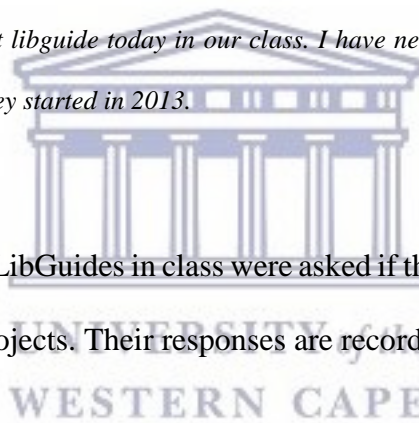 t libguide today in our class. I have ne
ey started in 2013.
LibGuides in class were asked if th
ojects. Their responses are record
UNIVERSITY of the
WESTERN CAPE